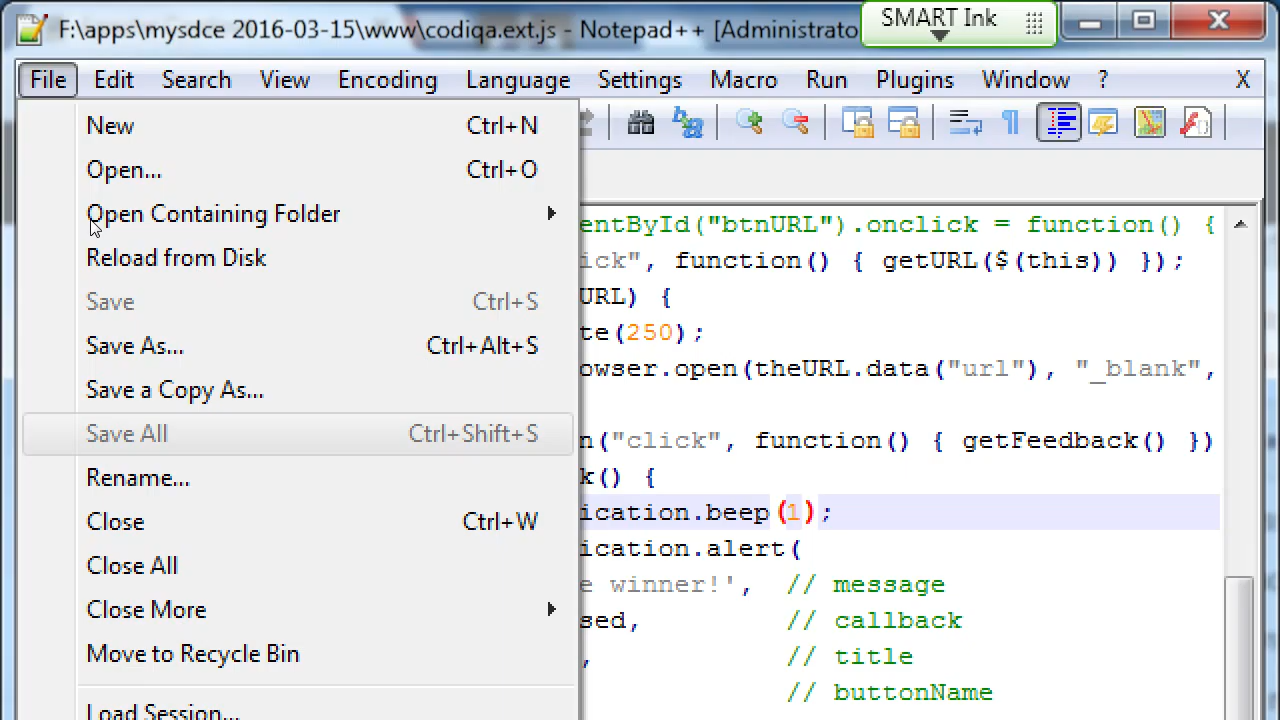 F:\apps\mysdce 2016-03-15\www\codiqa.ext.js - Notepad++ [Administrato
SMART Ink
File Edit Search View Encoding Language Settings Macro Run Plugins Window ? X
New Ctrl+N
Open... Ctrl+O
Open Containing Folder
Reload from Disk
Save Ctrl+S
Save As... Ctrl+Alt+S
Save a Copy As...
Save All Ctrl+Shift+S
Rename...
Close Ctrl+W
Close All
Close More
Move to Recycle Bin
Load Session...
entById("btnURL").onclick = function() {
ick", function() { getURL($(this)) });
URL) {
te(250);
owser.open(theURL.data("url"), "_blank",
n("click", function() { getFeedback() })
k() {
ication.beep(1);
ication.alert(
e winner!', // message
sed, // callback
, // title
// buttonName